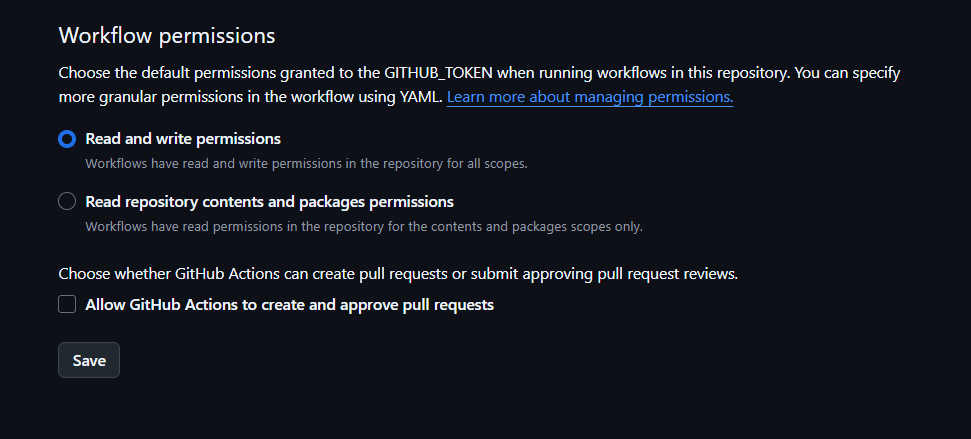 Workflow permissions
Choose the default permissions granted to the GITHUB_TOKEN when running workflows in this repository. You can specify
more granular permissions in the workflow using YAML. Learn more about managing permissions.
Read and write permissions
Workflows have read and write permissions in the repository for all scopes.
Read repository contents and packages permissions
Workflows have read permissions in the repository for the contents and packages scopes only.
Choose whether GitHub Actions can create pull requests or submit approving pull request reviews.
Allow GitHub Actions to create and approve pull requests
Save